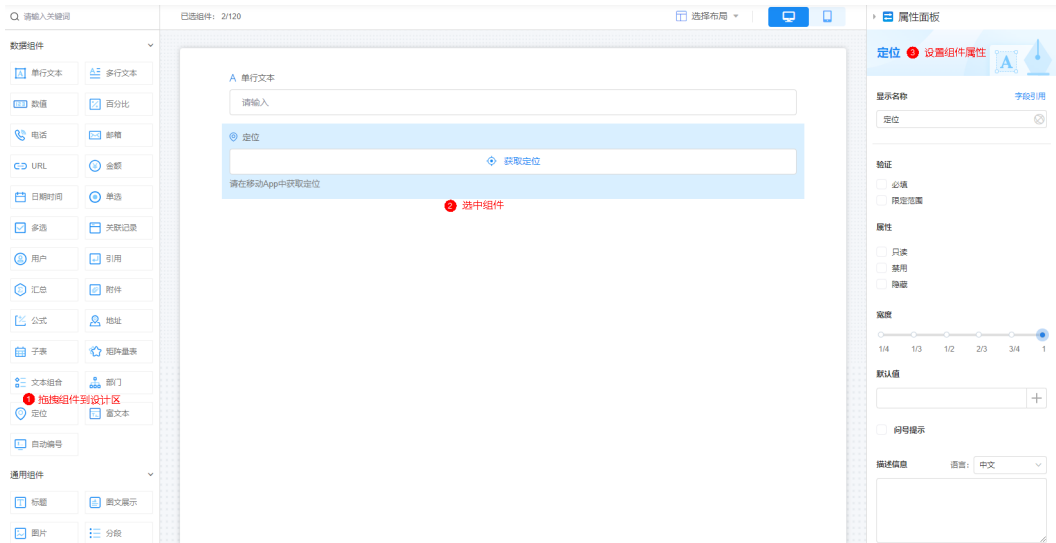 请输入关键词
数据组件
单行文本 多行文本
数值 百分比
电话 邮箱
URL 金额
日期时间 单选
多选 关联记录
用户 引用
汇总 附件
公式 地址
子表 矩阵量表
文本组合 部门
1 拖拽组件到设计区
定位 富文本
自动编号
通用组件
标题 图文展示
图片 分段
已选组件： 2/120
选择布局
A 单行文本
请输入
定位
获取定位
请在移动App中获取定位
2 选中组件
属性面板
定位 3 设置组件属性
A
显示名称 字段引用
定位
验证
必填
限定范围
属性
只读
禁用
隐藏
宽度
1/4 1/3 1/2 2/3 3/4 1
默认值
问号提示
描述信息 语言： 中文